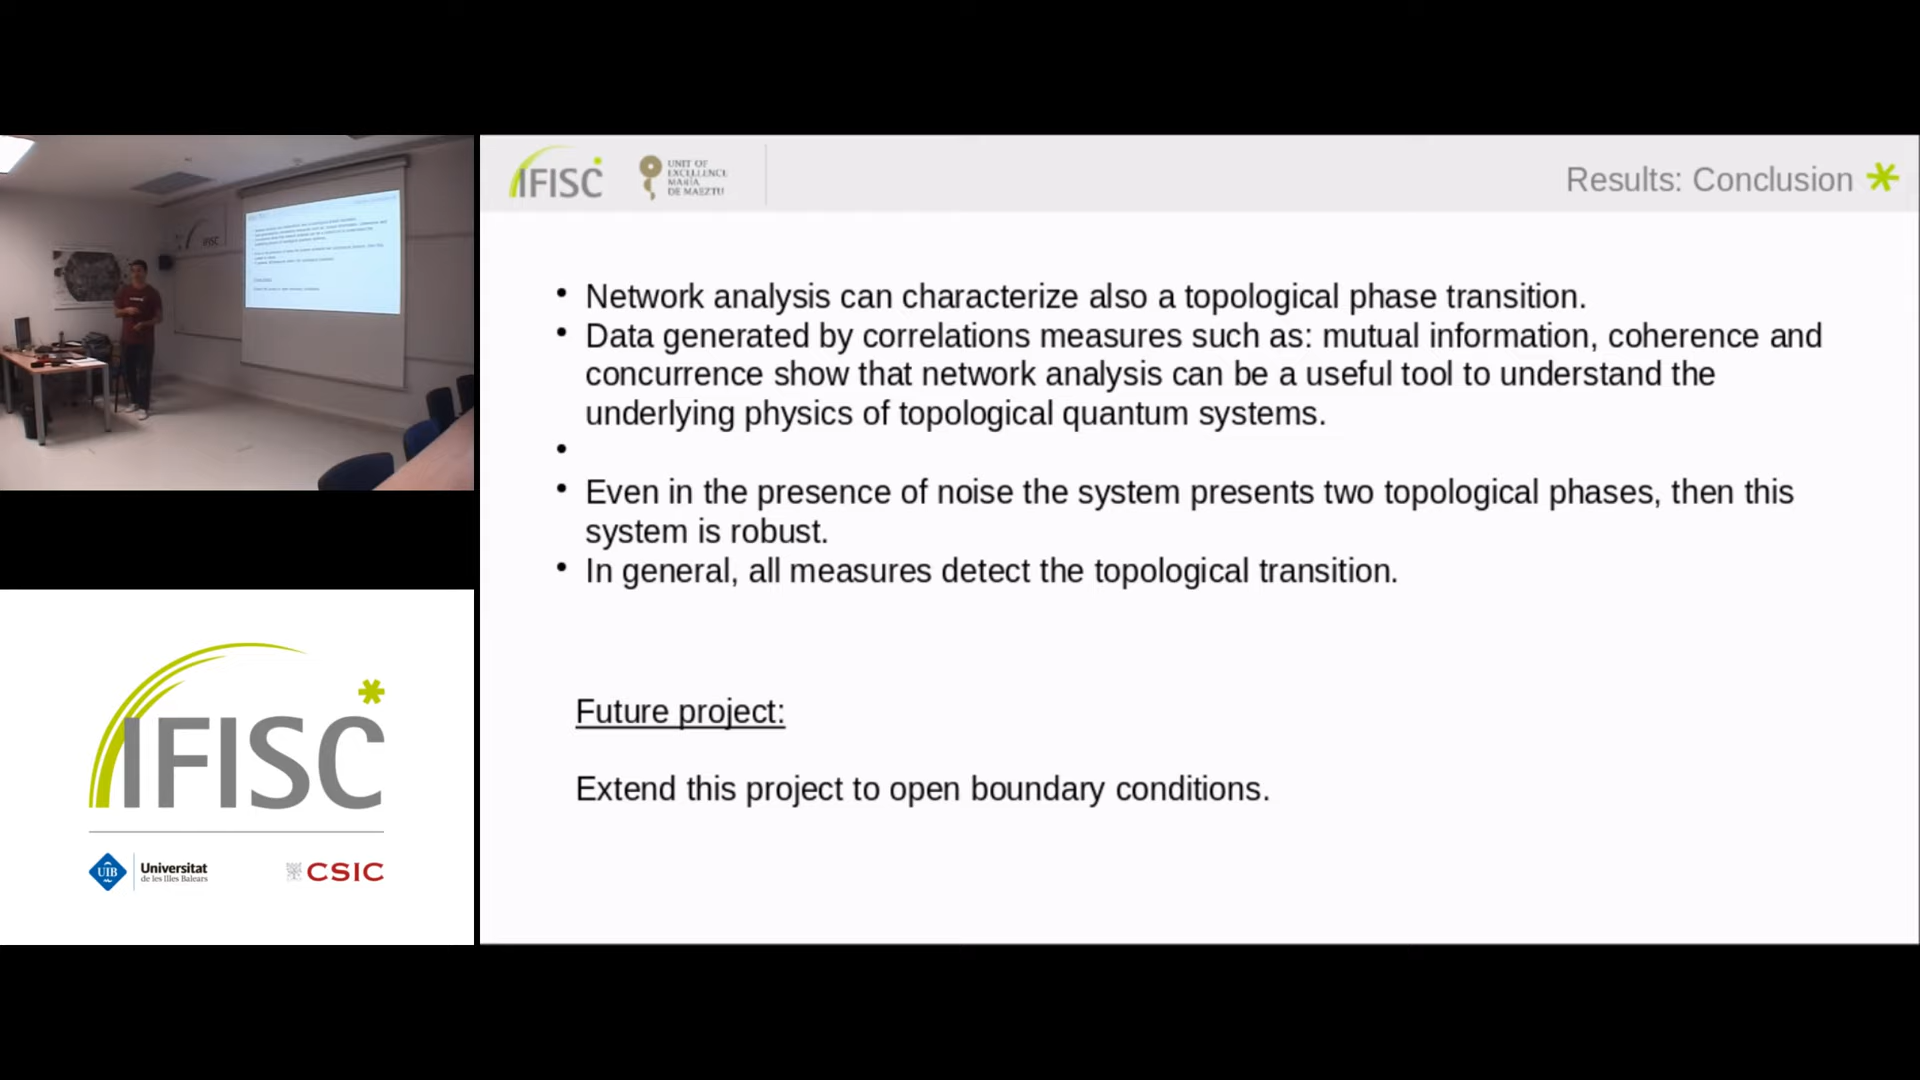 IFISC
UNIT OF
EXCELLENCE
MARÍA
DE MAEZTU
Results: Conclusion
• Network analysis can characterize also a topological phase transition.
• Data generated by correlations measures such as: mutual information, coherence and
concurrence show that network analysis can be a useful tool to understand the
underlying physics of topological quantum systems.
•
• Even in the presence of noise the system presents two topological phases, then this
system is robust.
• In general, all measures detect the topological transition.
Future project:
Extend this project to open boundary conditions.
IFISC
UIB
Universitat
de les Illes Balears
CSIC